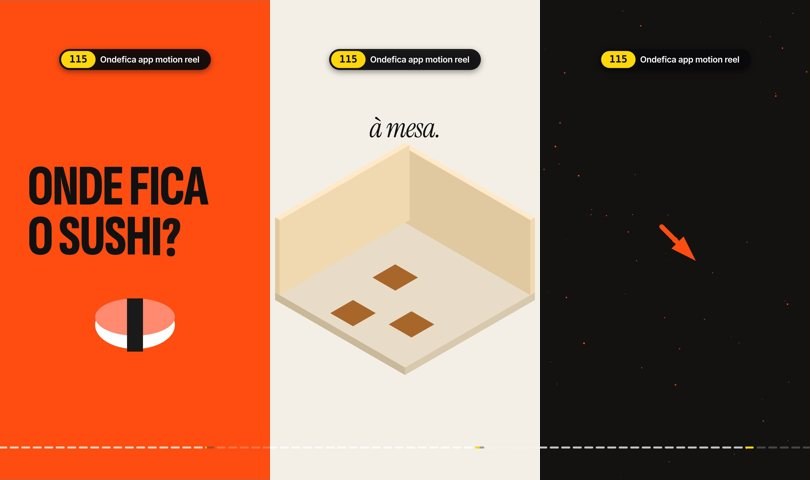 115 Ondefica app motion reel
ONDE FICA
O SUSHI?
115 Ondefica app motion reel
à mesa.
115 Ondefica app motion reel